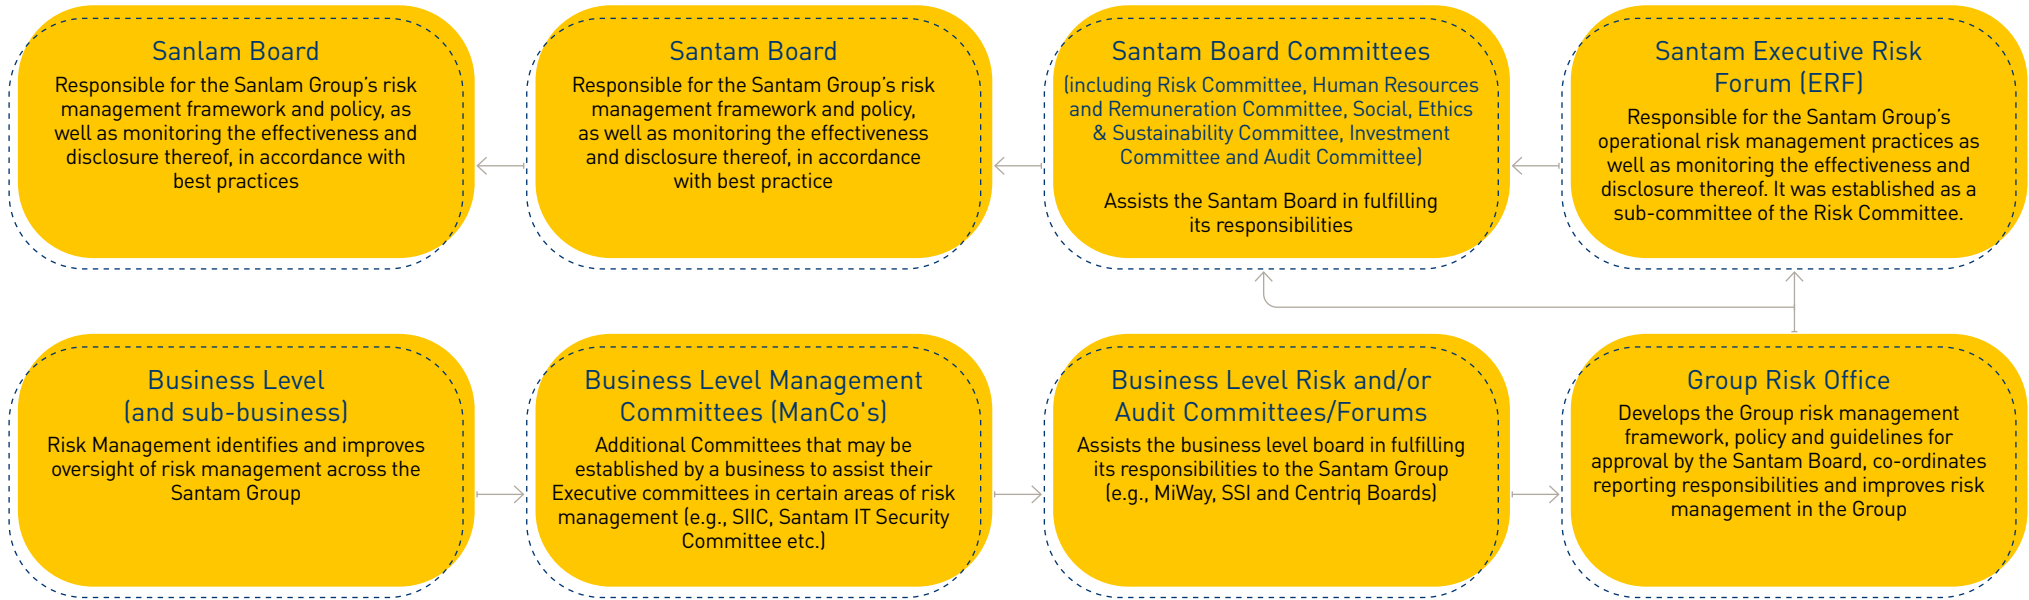 Sanlam Board
Responsible for the Sanlam Group's risk
management framework and policy, as
well as monitoring the effectiveness and
disclosure thereof, in accordance with
best practices
Santam Board
Responsible for the Santam Group's risk
management framework and policy,
as well as monitoring the effectiveness
and disclosure thereof, in accordance
with best practice
Santam Board Committees
(including Risk Committee, Human Resources
and Remuneration Committee, Social, Ethics
& Sustainability Committee, Investment
Committee and Audit Committee)
Assists the Santam Board in fulfilling
its responsibilities
Santam Executive Risk
Forum (ERF)
Responsible for the Santam Group's
operational risk management practices as
well as monitoring the effectiveness and
disclosure thereof. It was established as a
sub-committee of the Risk Committee.
Business Level
(and sub-business)
Risk Management identifies and improves
oversight of risk management across the
Santam Group
Business Level Management
Committees (ManCo's)
Additional Committees that may be
established by a business to assist their
Executive committees in certain areas of risk
management (e.g., SIIC, Santam IT Security
Committee etc.)
Business Level Risk and/or
Audit Committees/Forums
Assists the business level board in fulfilling
its responsibilities to the Santam Group
(e.g., MiWay, SSI and Centriq Boards)
Group Risk Office
Develops the Group risk management
framework, policy and guidelines for
approval by the Santam Board, co-ordinates
reporting responsibilities and improves risk
management in the Group